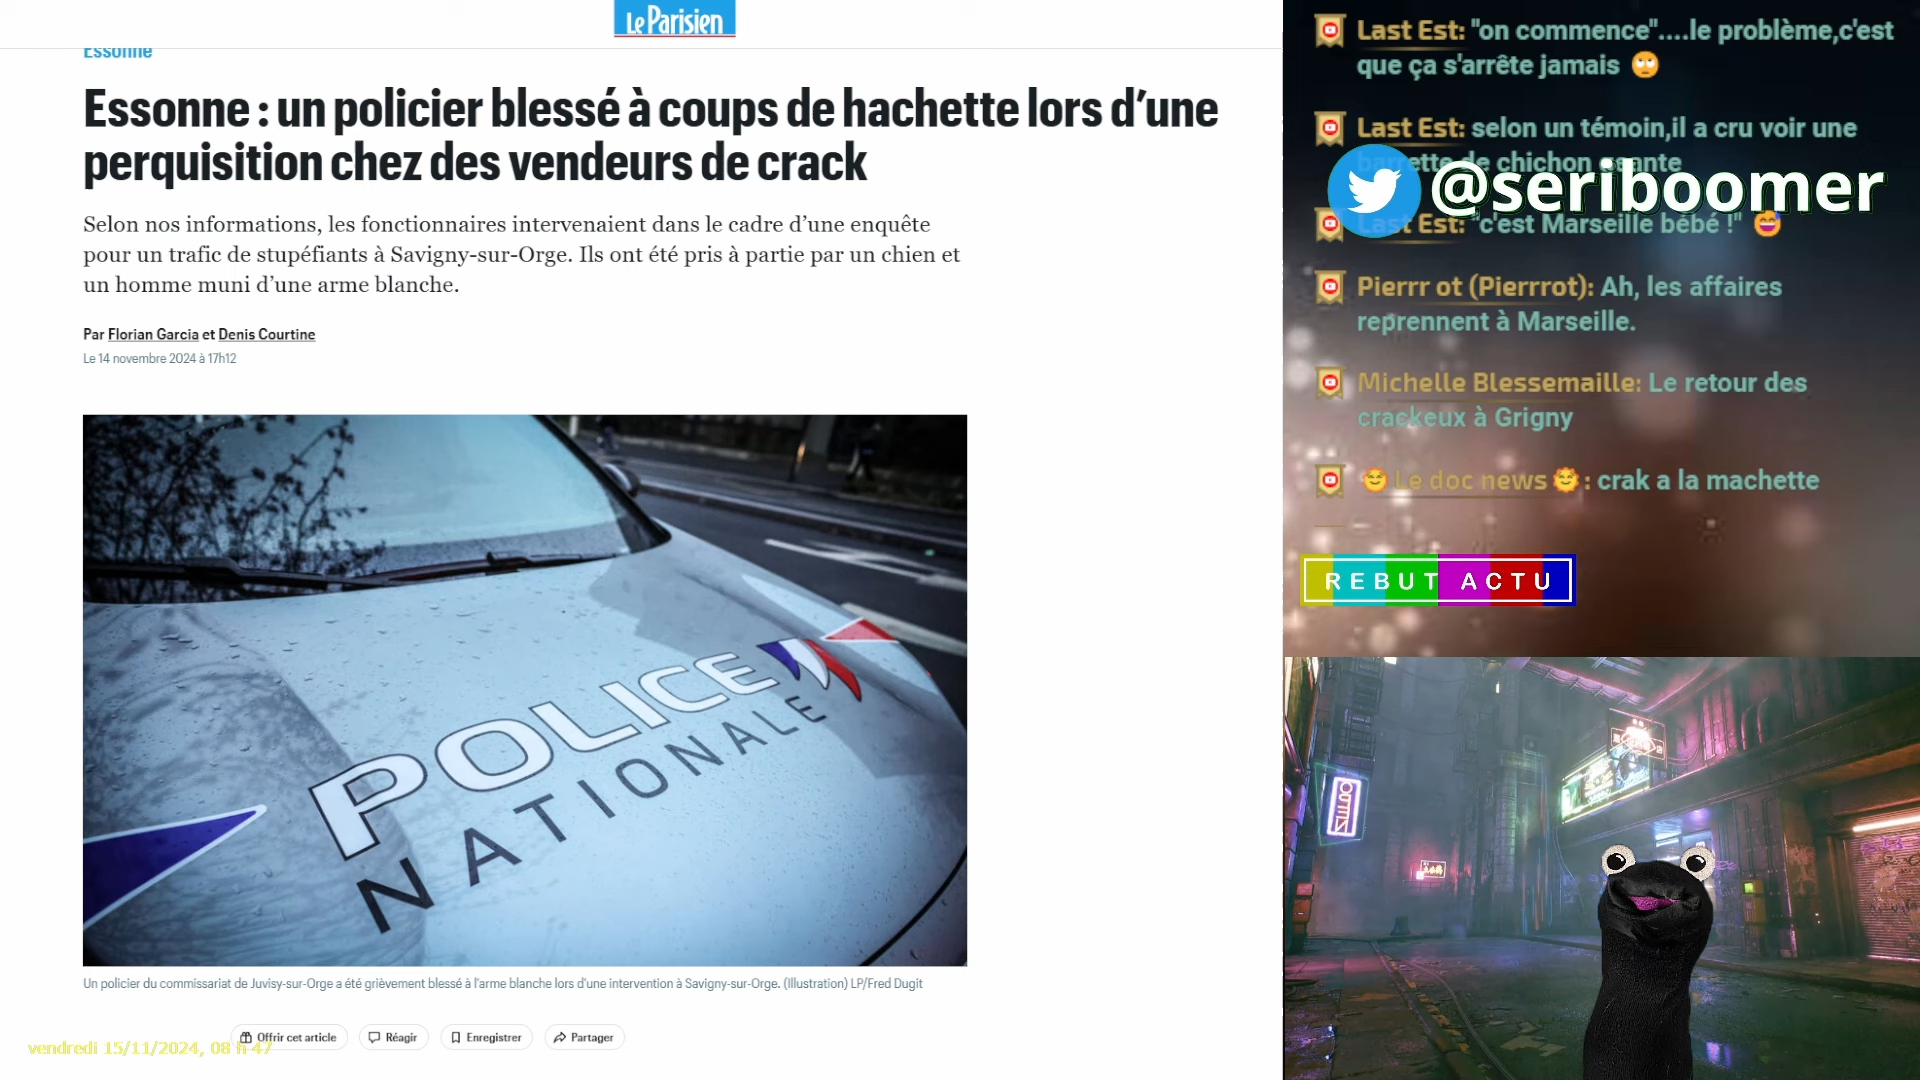 Le Parisien
Essonne
Essonne : un policier blessé à coups de hachette lors d’une
perquisition chez des vendeurs de crack
Selon nos informations, les fonctionnaires intervenaient dans le cadre d’une enquête
pour un trafic de stupéfiants à Savigny-sur-Orge. Ils ont été pris à partie par un chien et
un homme muni d’une arme blanche.
Par Florian Garcia et Denis Courtine
Le 14 novembre 2024 à 17h12
POLICE
NATIONALE
Un policier du commissariat de Juvisy-sur-Orge a été grièvement blessé à l'arme blanche lors d'une intervention à Savigny-sur-Orge. (Illustration) LP/Fred Dugit
Offrir cet article
Réagir
Enregistrer
Partager
vendredi 15/11/2024, 08 h 47
Last Est: "on commence"....le problème,c'est
que ça s'arrête jamais 🙄
Last Est: selon un témoin,il a cru voir une
barrette de chichon
@seriboomer
Last Est: "c'est Marseille bébé !" 😅
Pierrr ot (Pierrrot): Ah, les affaires
reprennent à Marseille.
Michelle Blessemaille: Le retour des
crackeux à Grigny
Le doc news : crak a la machette
REBUT ACTU